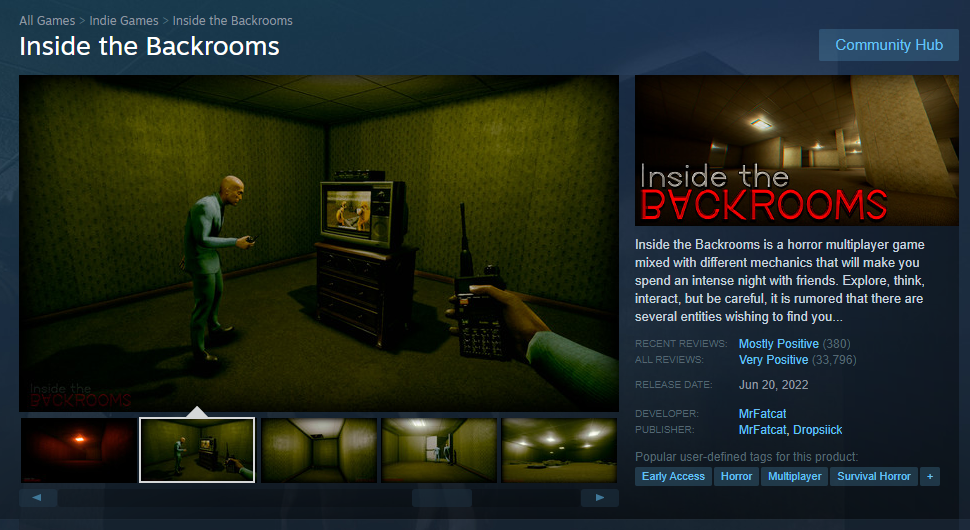 All Games > Indie Games > Inside the Backrooms
Inside the Backrooms
Community Hub
Inside the
BACKROOMS
Inside the
BACKROOMS
Inside the Backrooms is a horror multiplayer game
mixed with different mechanics that will make you
spend an intense night with friends. Explore, think,
interact, but be careful, it is rumored that there are
several entities wishing to find you...
RECENT REVIEWS: Mostly Positive (380)
ALL REVIEWS: Very Positive (33,796)
RELEASE DATE: Jun 20, 2022
DEVELOPER: MrFatcat
PUBLISHER: MrFatcat, Dropsiick
Popular user-defined tags for this product:
Early Access Horror Multiplayer Survival Horror +